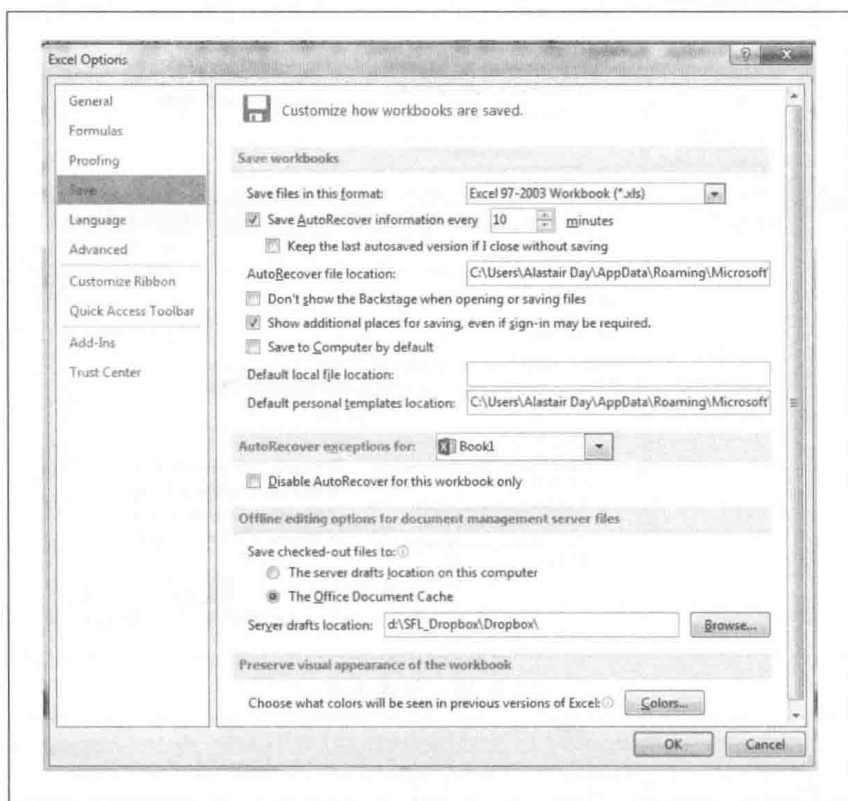 Excel Options
General
Formulas
Proofing
Save
Language
Advanced
Customize Ribbon
Quick Access Toolbar
Add-Ins
Trust Center
Customize how workbooks are saved.
Save workbooks
Save files in this format: Excel 97-2003 Workbook (*.xls)
Save AutoRecover information every 10 minutes
Keep the last autosaved version if I close without saving
AutoRecover file location: C:\Users\Alastair Day\AppData\Roaming\Microsoft
Don't show the Backstage when opening or saving files
Show additional places for saving, even if sign-in may be required.
Save to Computer by default
Default local file location:
Default personal templates location: C:\Users\Alastair Day\AppData\Roaming\Microsoft
AutoRecover exceptions for: Book1
Disable AutoRecover for this workbook only
Offline editing options for document management server files
Save checked-out files to:
The server drafts location on this computer
The Office Document Cache
Server drafts location: d:\SFL_Dropbox\Dropbox\ Browse...
Preserve visual appearance of the workbook
Choose what colors will be seen in previous versions of Excel: Colors...
OK Cancel